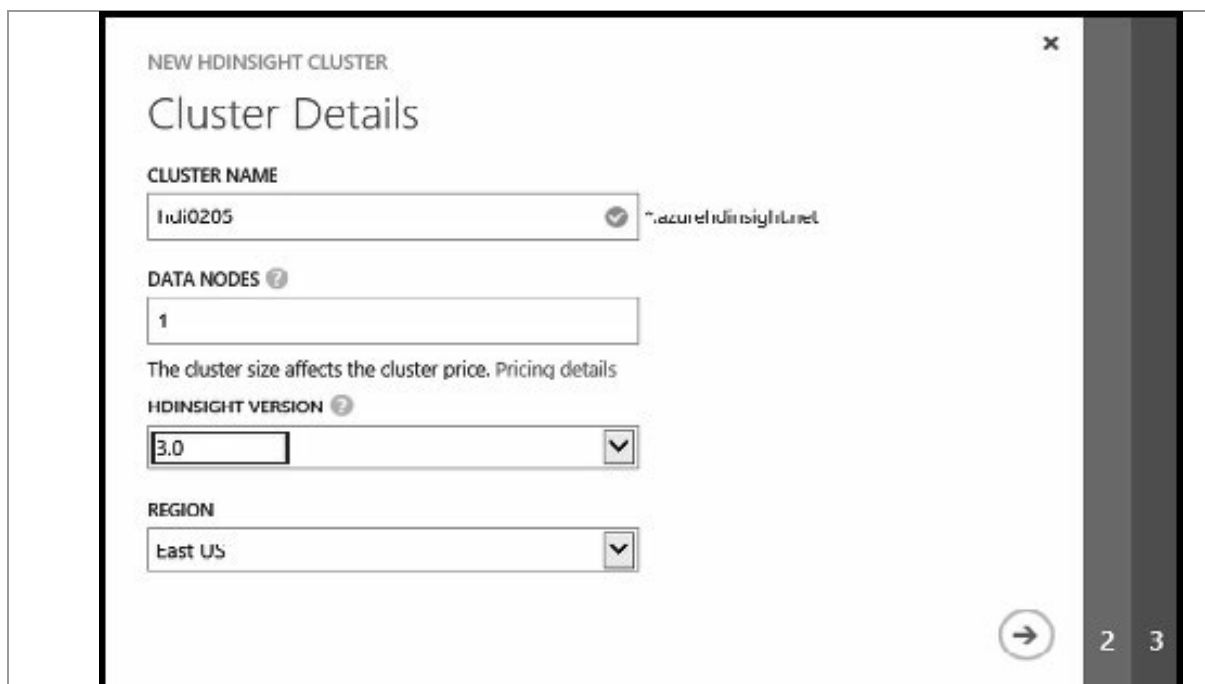 NEW HDINSIGHT CLUSTER
Cluster Details
CLUSTER NAME
hdi0205 *.azurehdinsight.net
DATA NODES ?
1
The cluster size affects the cluster price. Pricing details
HDINSIGHT VERSION ?
3.0
REGION
East US
2 3